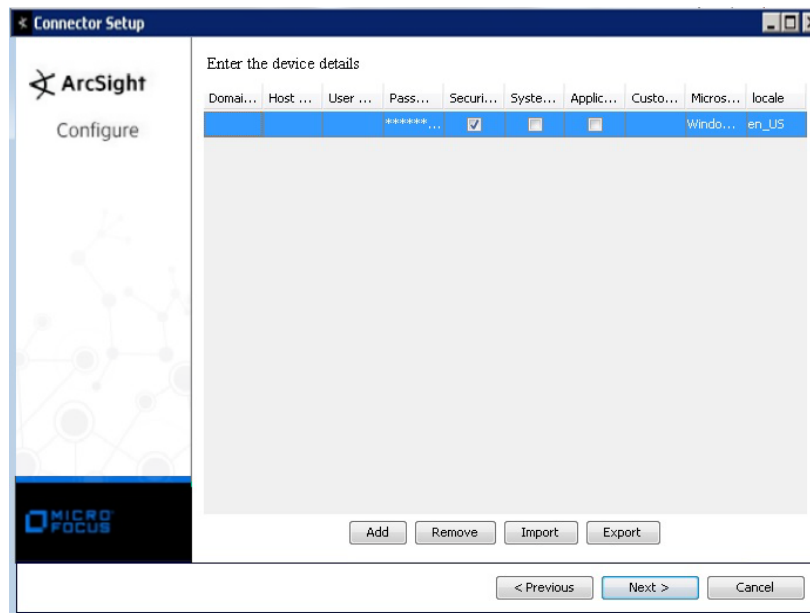 Connector Setup
ArcSight
Configure
Enter the device details
Domai... Host ... User ... Pass... Securi... Syste... Applic... Custo... Micros... locale
******... Windo... en_US
MICRO
FOCUS
Add Remove Import Export
< Previous Next > Cancel